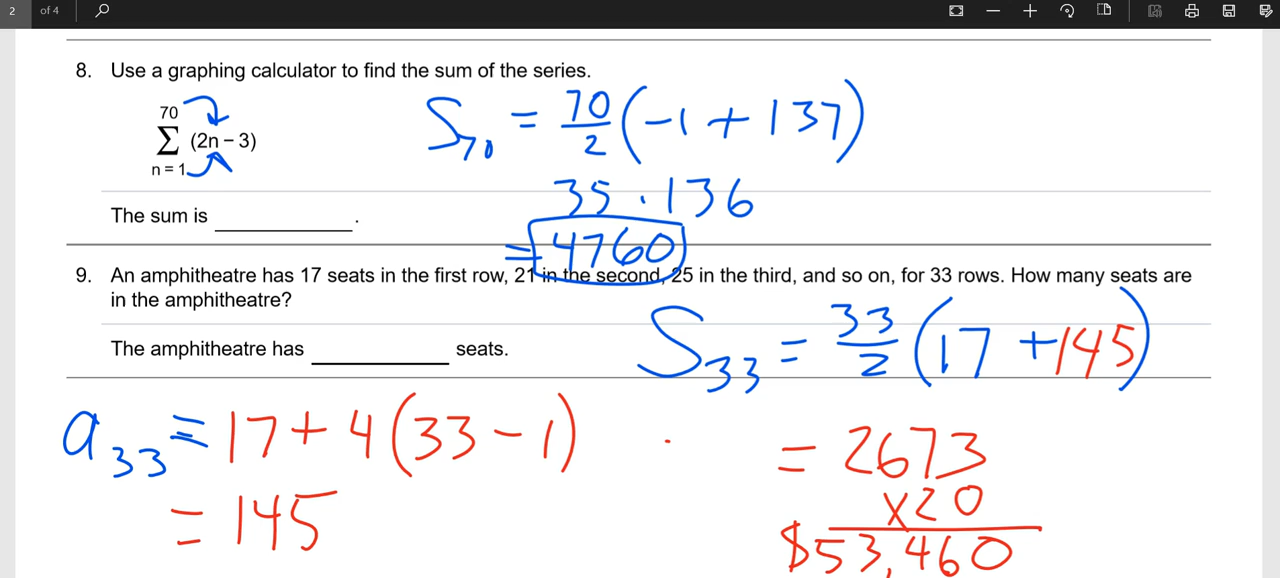 2 of 4
8. Use a graphing calculator to find the sum of the series.
70
Σ (2n – 3)
n = 1
S₇₀ = 70/2 (-1 + 137)
35 · 136
The sum is ____________.
= 4760
9. An amphitheatre has 17 seats in the first row, 21 in the second, 25 in the third, and so on, for 33 rows. How many seats are
in the amphitheatre?
The amphitheatre has ____________ seats.
S₃₃ = 33/2 (17 + 145)
a₃₃ = 17 + 4(33 - 1)
= 145
= 2673
x20
$53,460